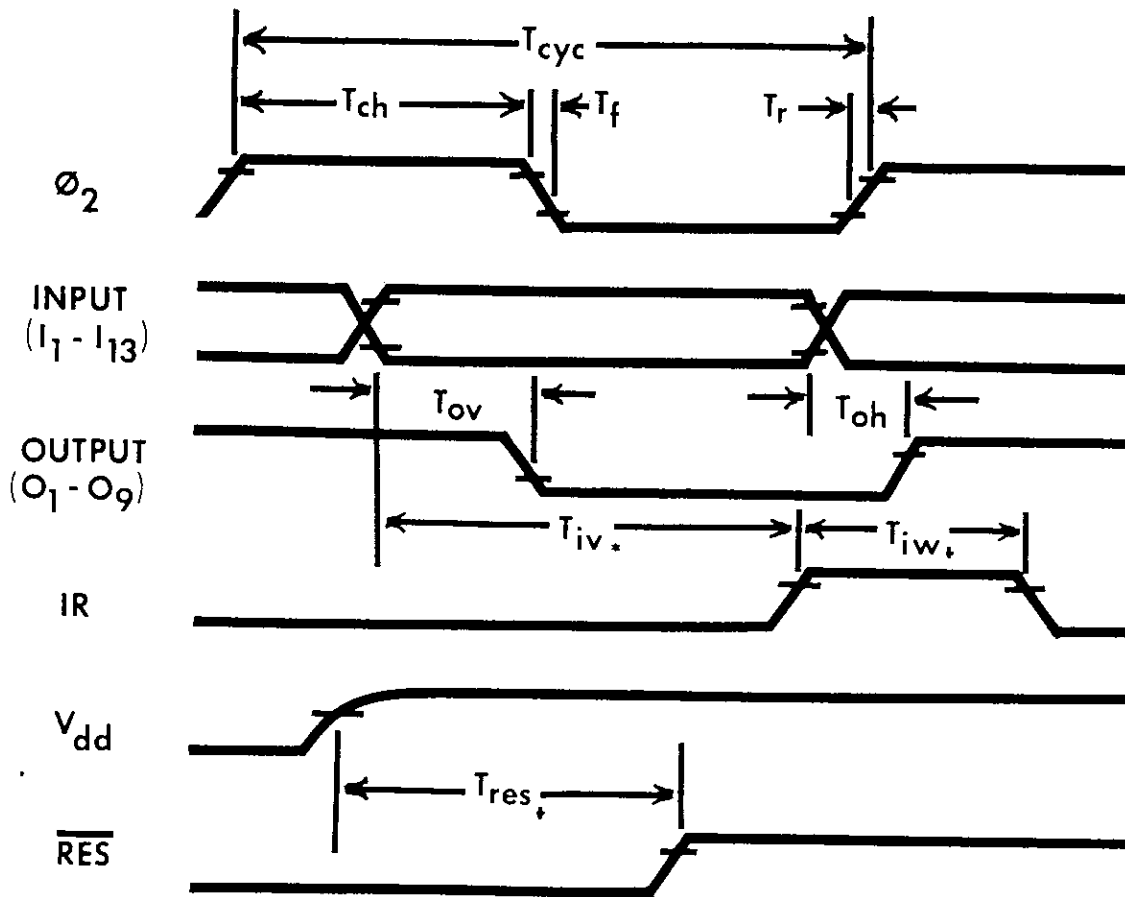 Tcyc
Tch
Tf
Tr
Ø2
INPUT
(I1 - I13)
Tov
Toh
OUTPUT
(O1 - O9)
Tiv*
Tiw+
IR
Vdd
Tres+
RES